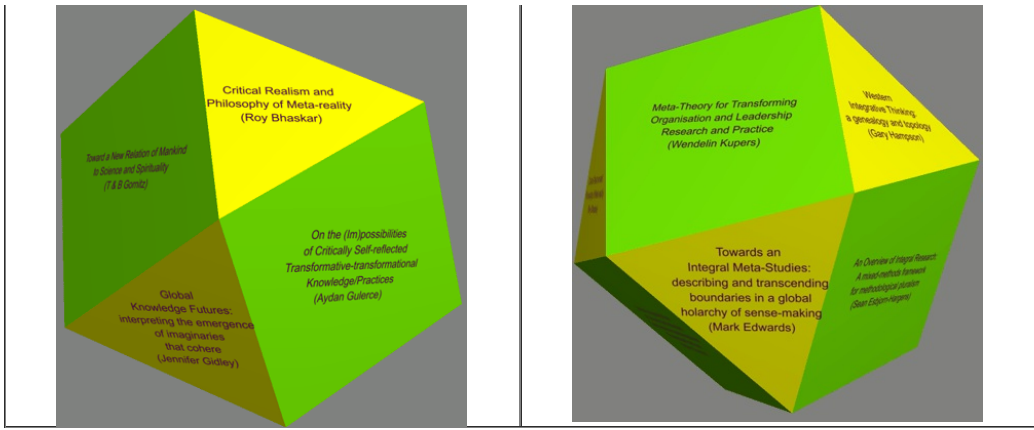 Critical Realism and
Philosophy of Meta-reality
(Roy Bhaskar)
Toward a New Relation of Mankind
to Science and Spirituality
(T & B Gornitz)
On the (Im)possibilities
of Critically Self-reflected
Transformative-transformational
Knowledge/Practices
(Aydan Gulerce)
Global
Knowledge Futures:
interpreting the emergence
of imaginaries
that cohere
(Jennifer Gidley)
Meta-Theory for Transforming
Organisation and Leadership
Research and Practice
(Wendelin Kupers)
Western
Integrative Thinking:
a genealogy and topology
(Gary Hampson)
Towards an
Integral Meta-Studies:
describing and transcending
boundaries in a global
holarchy of sense-making
(Mark Edwards)
An Overview of Integral Research:
A mixed-methods framework
for methodological pluralism
(Sean Esbjorn-Hargens)